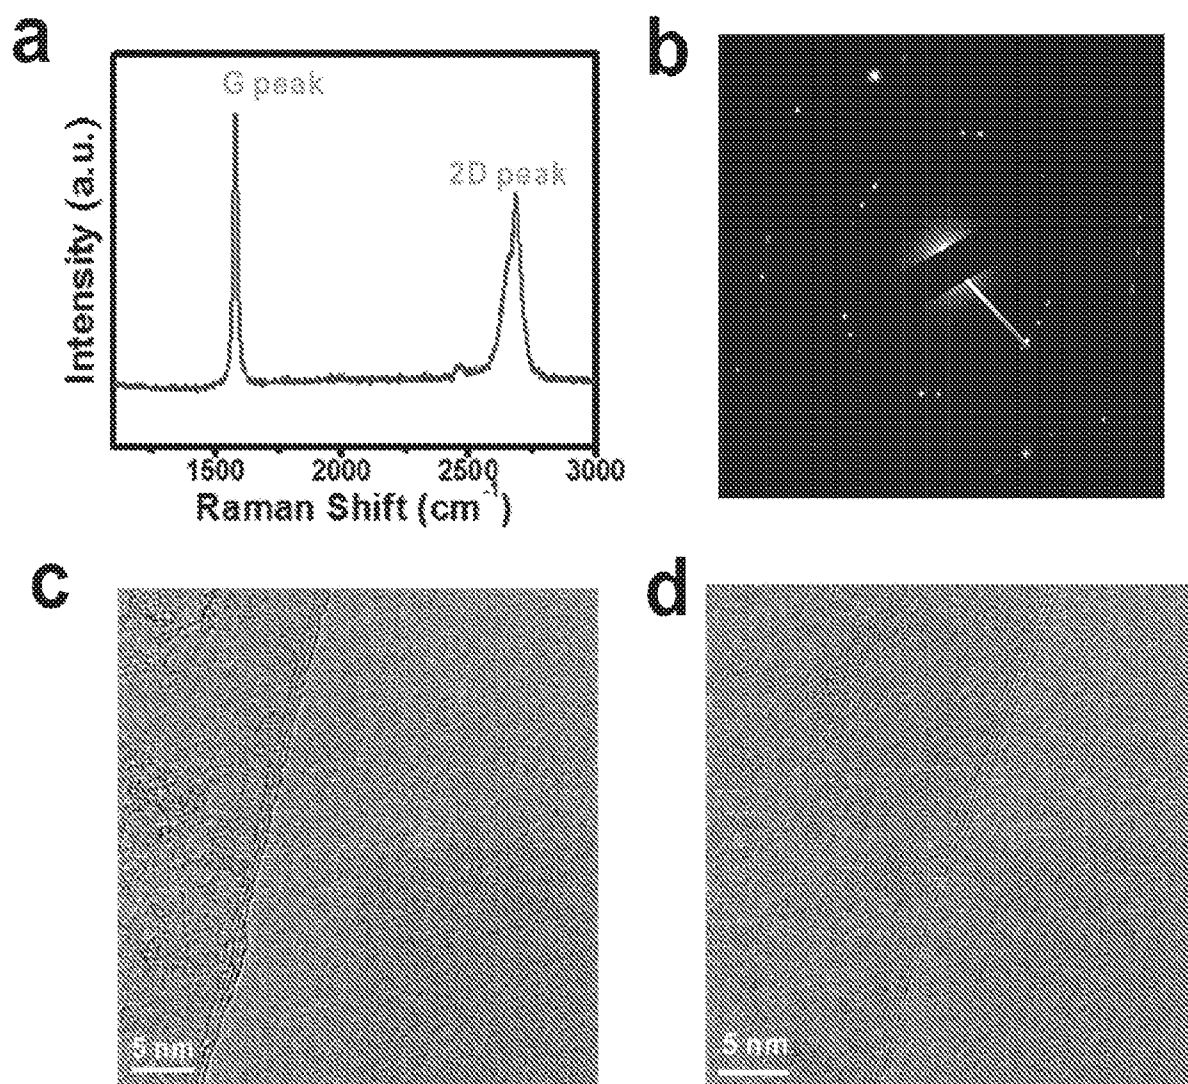 a
G peak
2D peak
Intensity (a.u.)
1500 2000 2500 3000
Raman Shift (cm⁻¹)
b
c
5 nm
d
5 nm